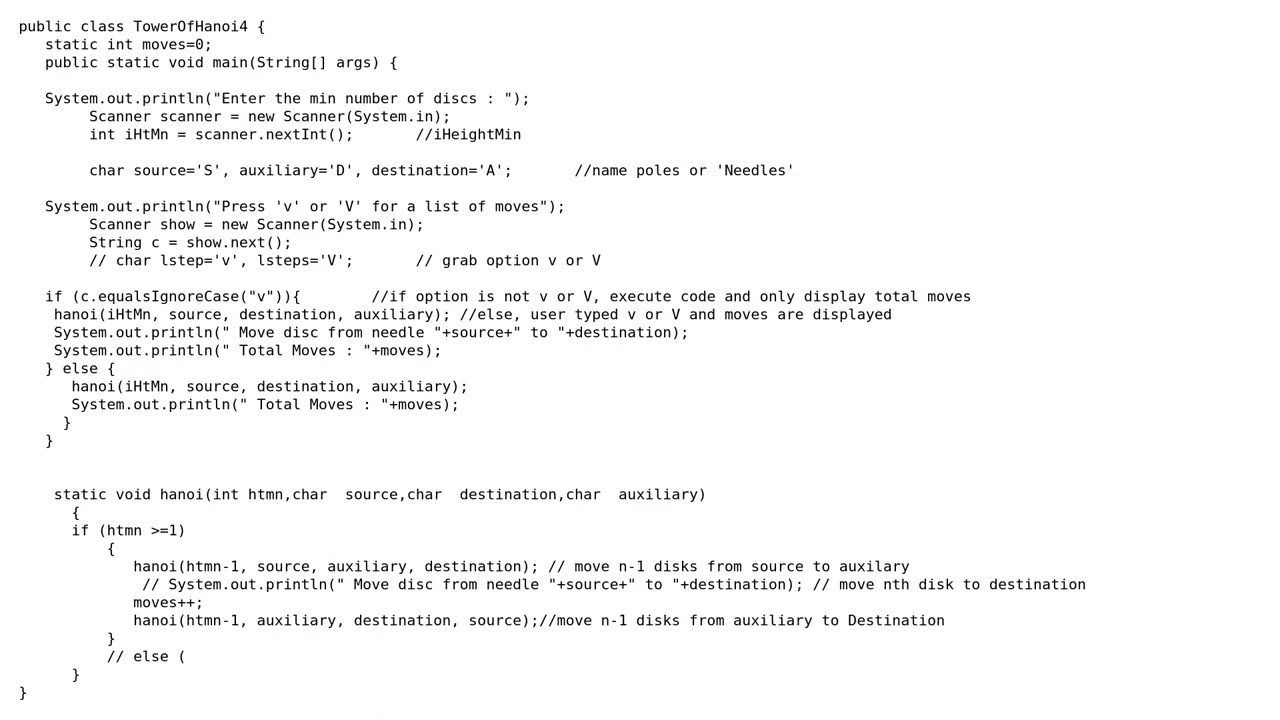 public class TowerOfHanoi4 {
   static int moves=0;
   public static void main(String[] args) {

   System.out.println("Enter the min number of discs : ");
        Scanner scanner = new Scanner(System.in);
        int iHtMn = scanner.nextInt();       //iHeightMin

        char source='S', auxiliary='D', destination='A';       //name poles or 'Needles'

   System.out.println("Press 'v' or 'V' for a list of moves");
        Scanner show = new Scanner(System.in);
        String c = show.next();
        // char lstep='v', lsteps='V';       // grab option v or V

   if (c.equalsIgnoreCase("v")){        //if option is not v or V, execute code and only display total moves
    hanoi(iHtMn, source, destination, auxiliary); //else, user typed v or V and moves are displayed
    System.out.println(" Move disc from needle "+source+" to "+destination);
    System.out.println(" Total Moves : "+moves);
   } else {
      hanoi(iHtMn, source, destination, auxiliary);
      System.out.println(" Total Moves : "+moves);
     }
   }


    static void hanoi(int htmn,char  source,char  destination,char  auxiliary)
      {
      if (htmn >=1)
          {
             hanoi(htmn-1, source, auxiliary, destination); // move n-1 disks from source to auxilary
              // System.out.println(" Move disc from needle "+source+" to "+destination); // move nth disk to destination
             moves++;
             hanoi(htmn-1, auxiliary, destination, source);//move n-1 disks from auxiliary to Destination
          }
          // else (
      }
}